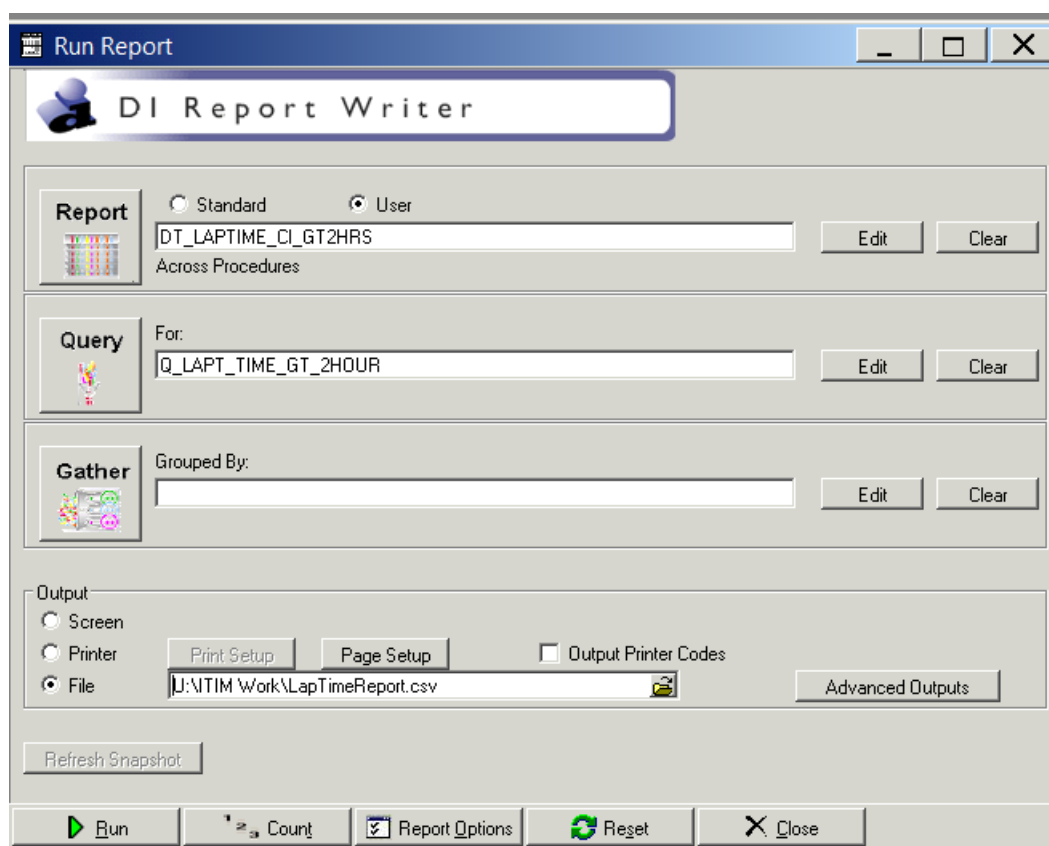 Run Report
DI Report Writer
Report
Standard User
DT_LAPTIME_CI_GT2HRS Edit Clear
Across Procedures
Query
For:
Q_LAPT_TIME_GT_2HOUR Edit Clear
Gather
Grouped By:
Edit Clear
Output
Screen
Printer Print Setup Page Setup Output Printer Codes
File U:\ITIM Work\LapTimeReport.csv Advanced Outputs
Refresh Snapshot
Run 123 Count Report Options Reset Close